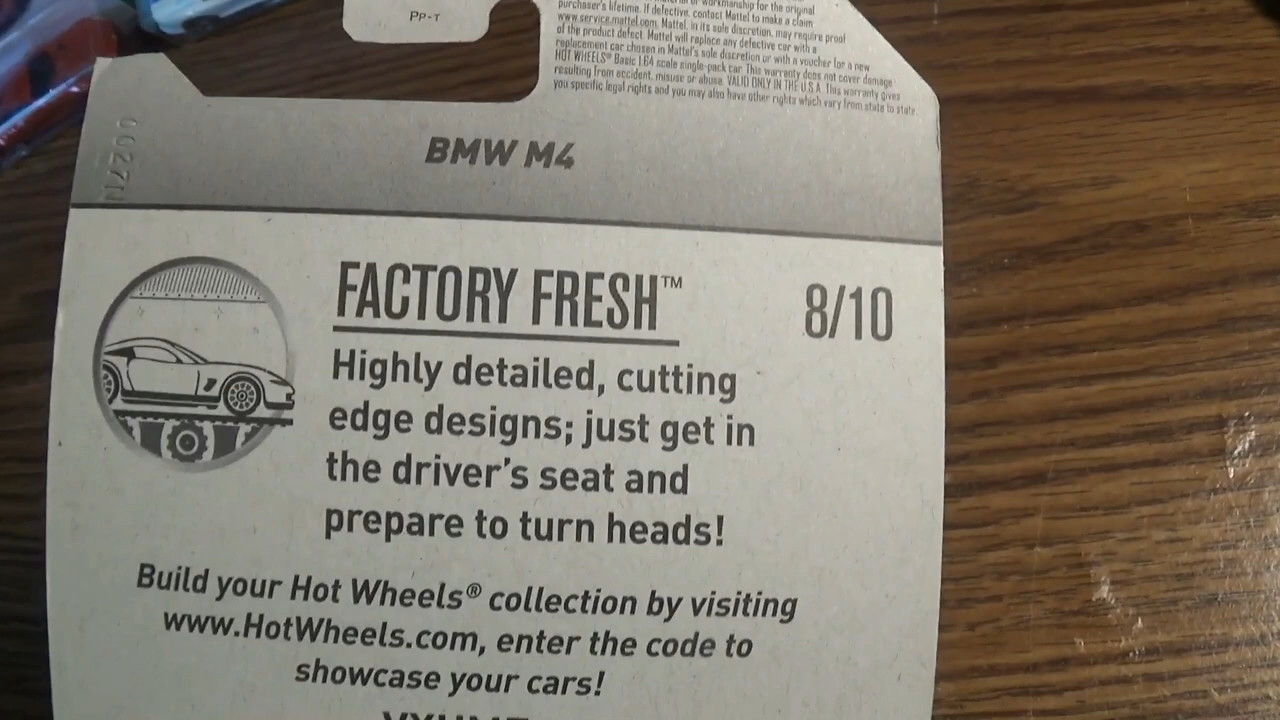 PP-T
purchaser's lifetime. If defective, contact Mattel to make a claim:
www.service.mattel.com. Mattel, in its sole discretion, may require proof
of the product defect. Mattel will replace any defective car with a
replacement car chosen in Mattel's sole discretion or with a voucher for a new
HOT WHEELS® Basic 1:64 scale single-pack car. This warranty does not cover damage
resulting from accident, misuse or abuse. VALID ONLY IN THE U.S.A. This warranty gives
you specific legal rights and you may also have other rights which vary from state to state.
BMW M4
FACTORY FRESH™
8/10
Highly detailed, cutting
edge designs; just get in
the driver's seat and
prepare to turn heads!
Build your Hot Wheels® collection by visiting
www.HotWheels.com, enter the code to
showcase your cars!